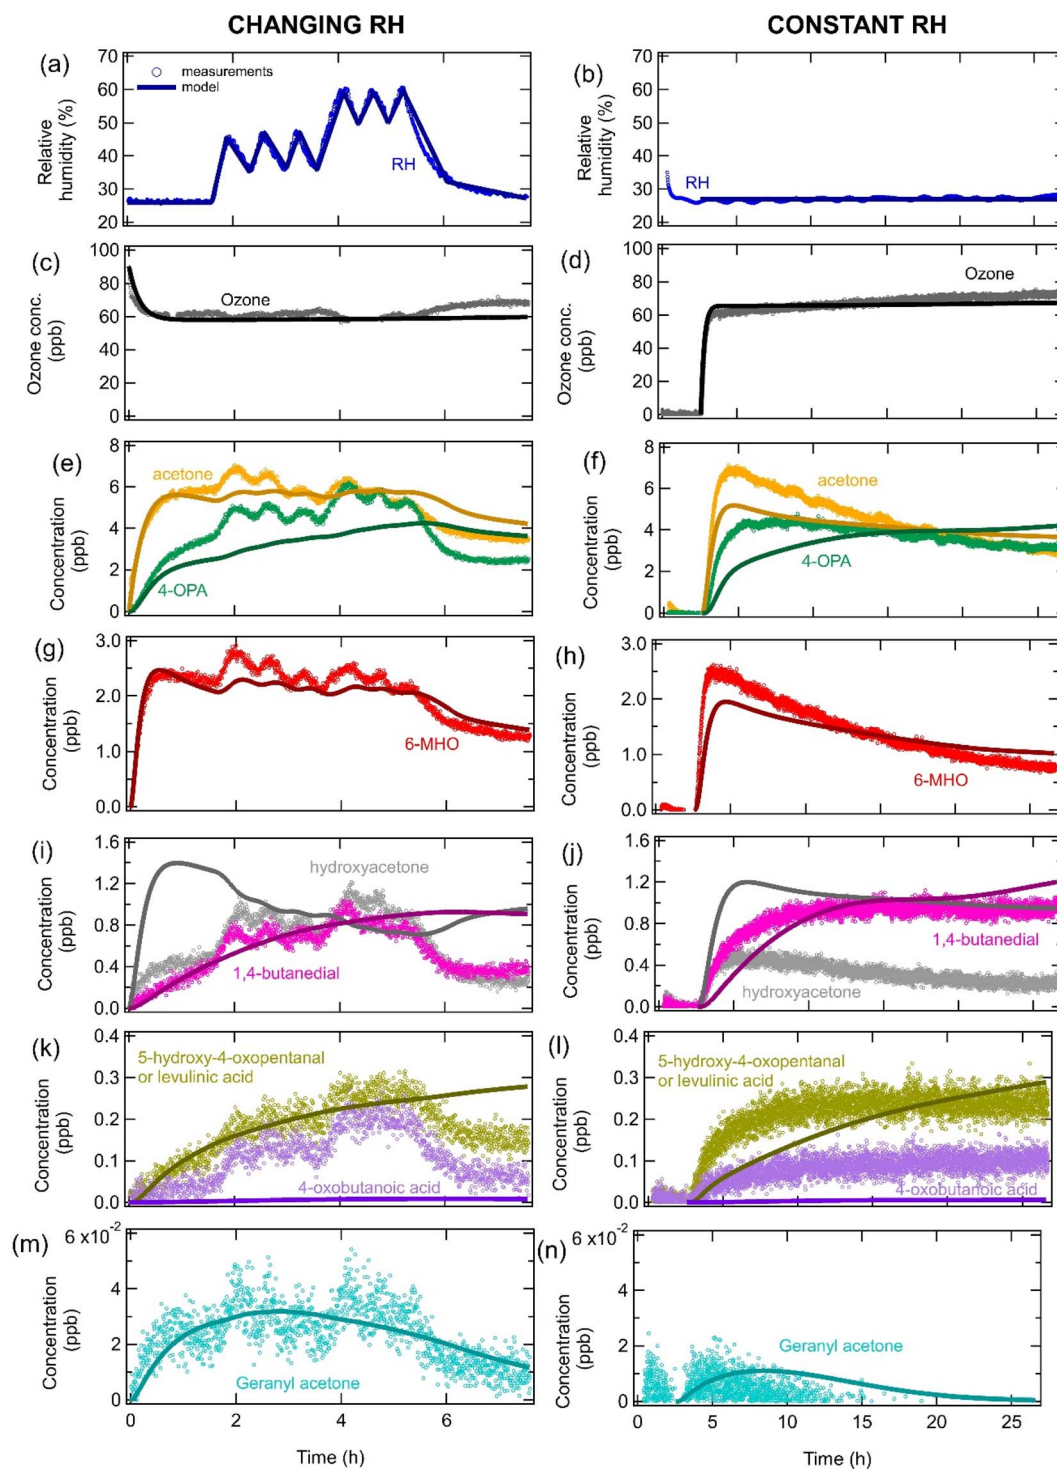 CHANGING RH
CONSTANT RH
(a)
Relative
humidity (%)
70
60
50
40
30
20
measurements
model
RH
(b)
Relative
humidity (%)
70
60
50
40
30
20
RH
(c)
Ozone conc.
(ppb)
100
80
60
40
20
0
Ozone
(d)
Ozone conc.
(ppb)
100
80
60
40
20
0
Ozone
(e)
Concentration
(ppb)
8
6
4
2
0
acetone
4-OPA
(f)
Concentration
(ppb)
8
6
4
2
0
acetone
4-OPA
(g)
Concentration
(ppb)
3.0
2.0
1.0
0.0
6-MHO
(h)
Concentration
(ppb)
3.0
2.0
1.0
0.0
6-MHO
(i)
Concentration
(ppb)
1.6
1.2
0.8
0.4
0.0
hydroxyacetone
1,4-butanedial
(j)
Concentration
(ppb)
1.6
1.2
0.8
0.4
0.0
1,4-butanedial
hydroxyacetone
(k)
Concentration
(ppb)
0.4
0.3
0.2
0.1
0.0
5-hydroxy-4-oxopentanal
or levulinic acid
4-oxobutanoic acid
(l)
Concentration
(ppb)
0.4
0.3
0.2
0.1
0.0
5-hydroxy-4-oxopentanal
or levulinic acid
4-oxobutanoic acid
(m)
Concentration
(ppb)
6 x10⁻²
4
2
0
Geranyl acetone
0 2 4 6
Time (h)
(n)
Concentration
(ppb)
6 x10⁻²
4
2
0
Geranyl acetone
0 5 10 15 20 25
Time (h)